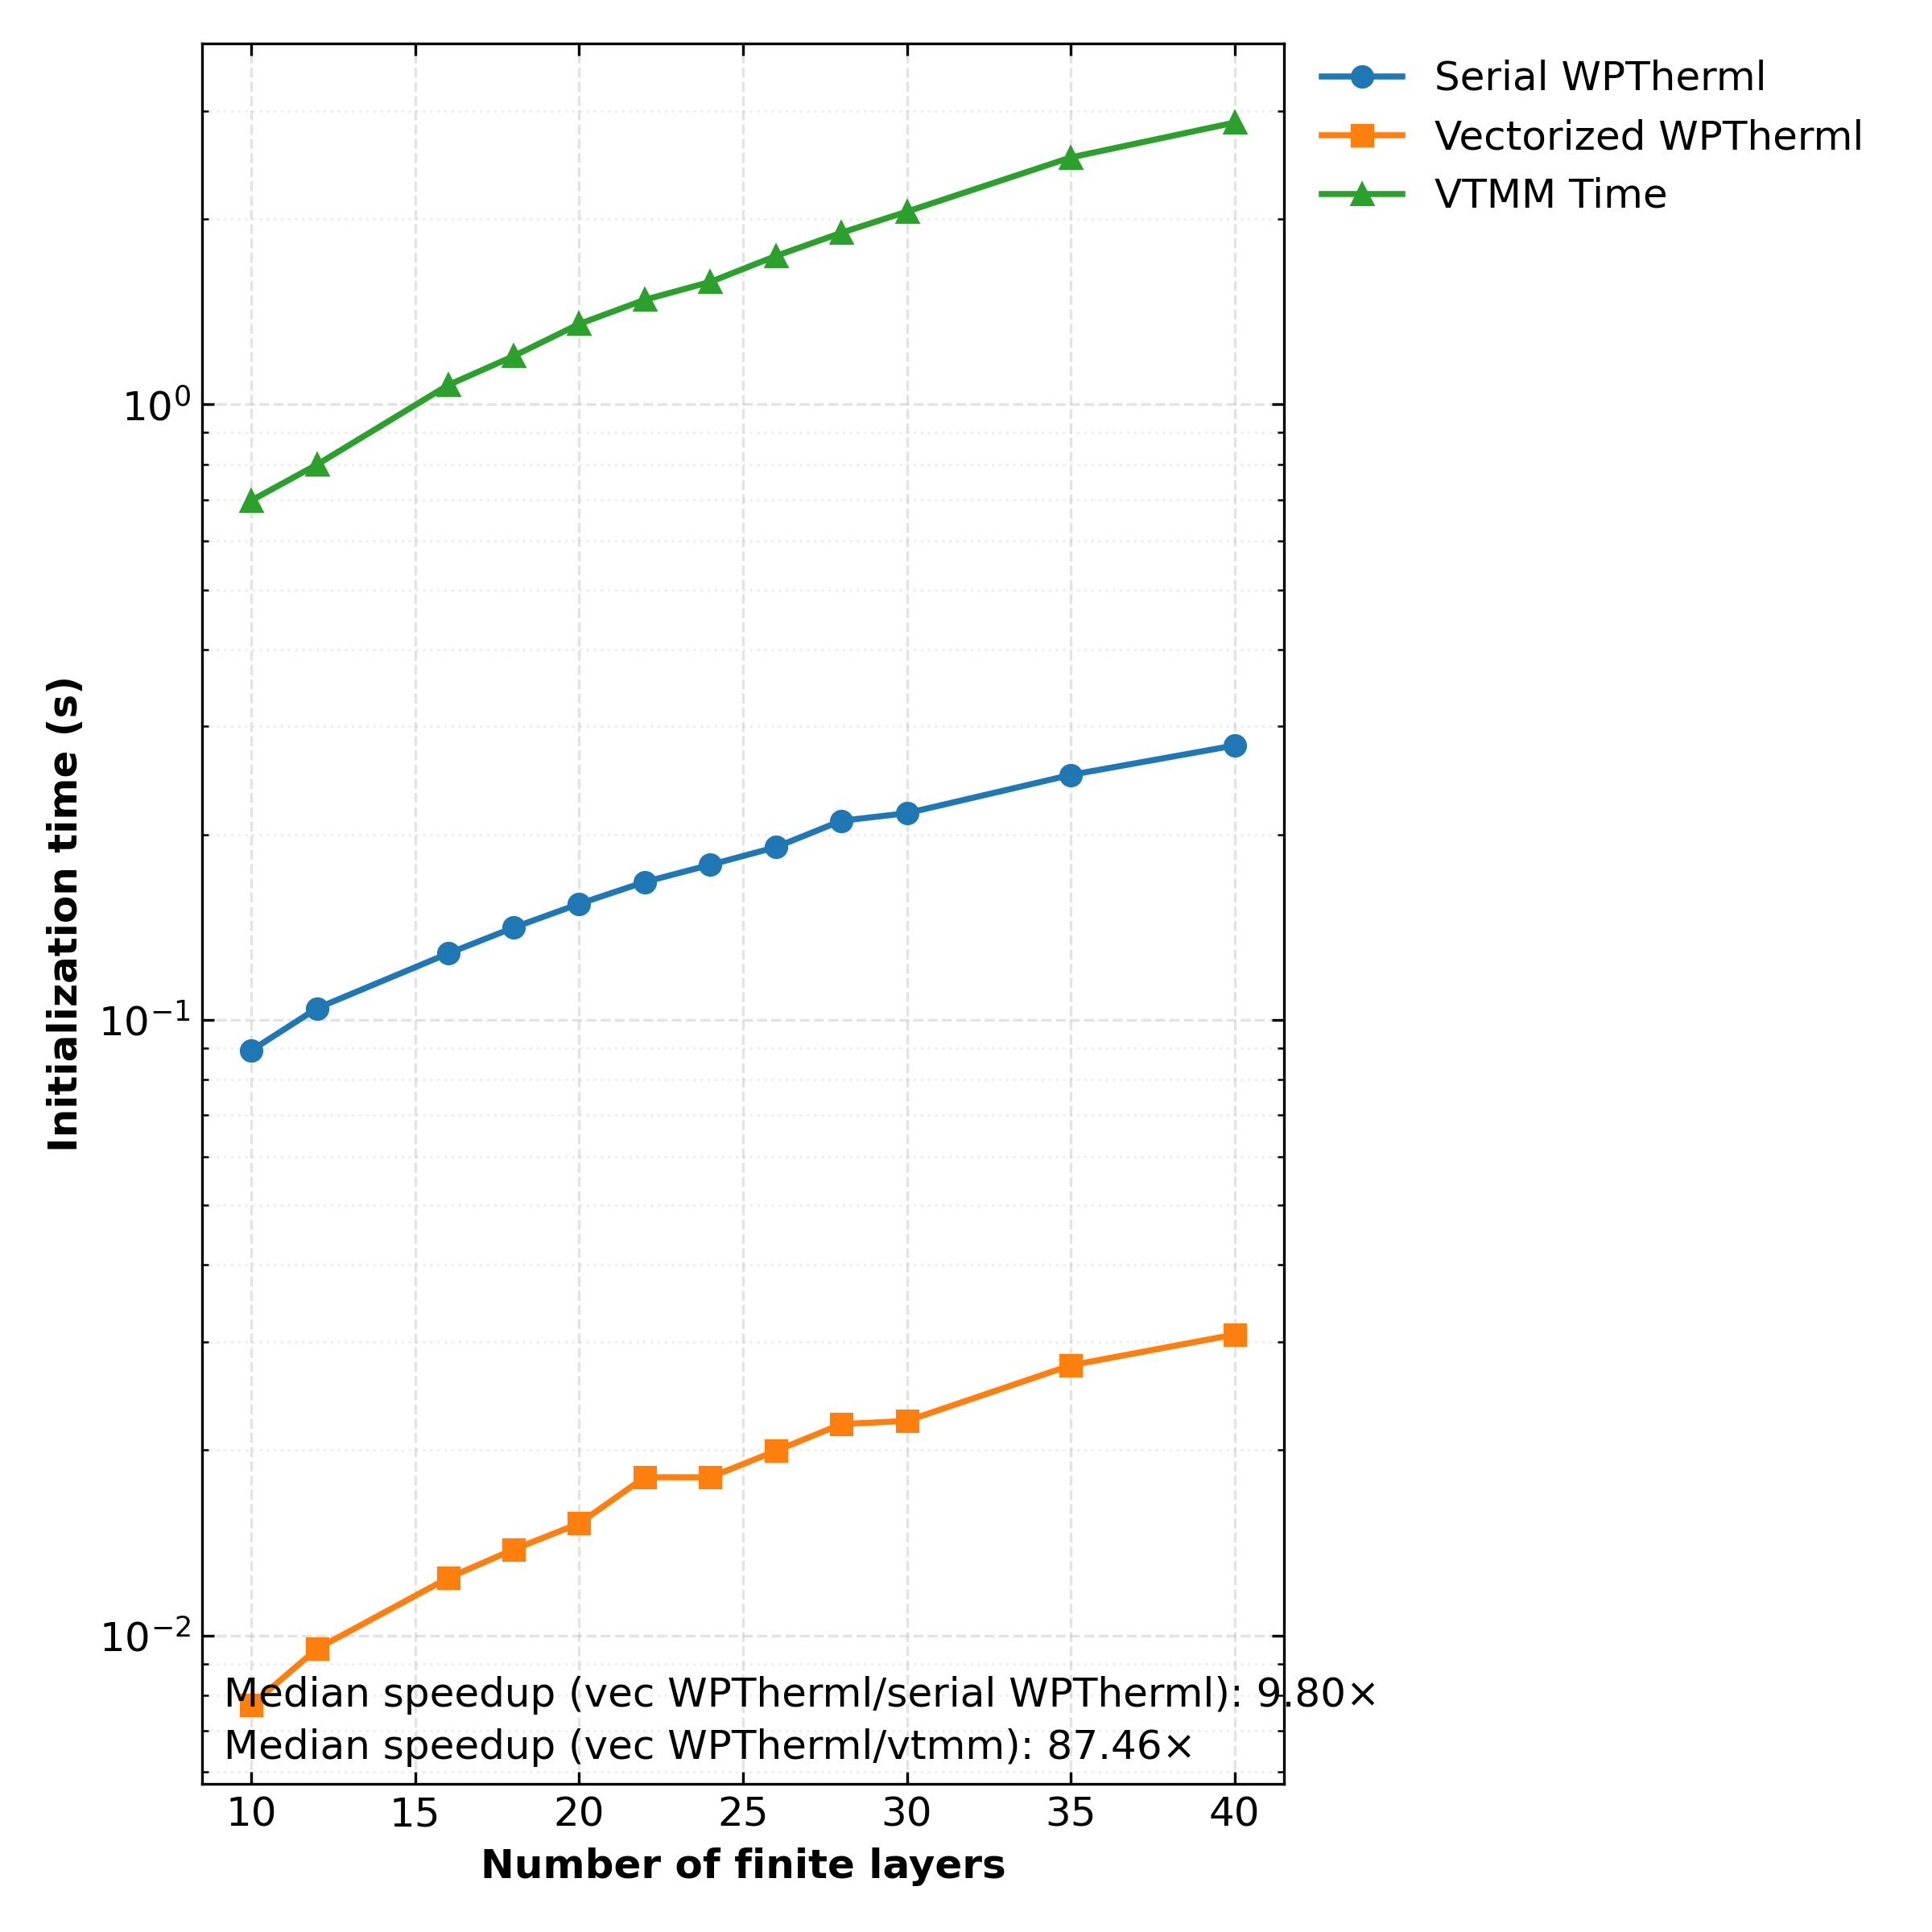 Serial WPTherml
Vectorized WPTherml
VTMM Time
10⁰
10⁻¹
10⁻²
Initialization time (s)
Median speedup (vec WPTherml/serial WPTherml): 9.80×
Median speedup (vec WPTherml/vtmm): 87.46×
10 15 20 25 30 35 40
Number of finite layers